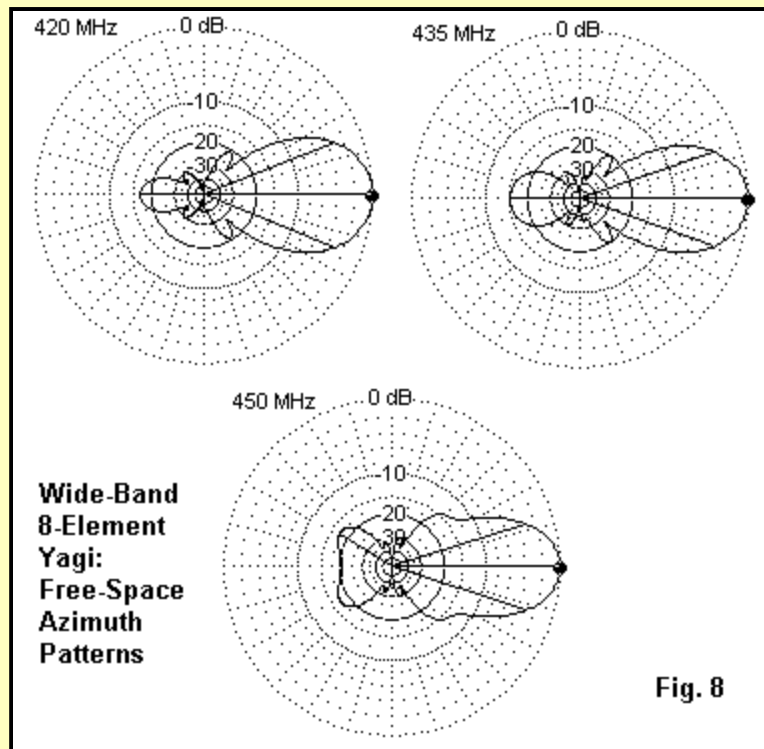 420 MHz
0 dB
-10
20
-30
435 MHz
0 dB
-10
20
30
450 MHz
0 dB
-10
20
30
Wide-Band
8-Element
Yagi:
Free-Space
Azimuth
Patterns
Fig. 8